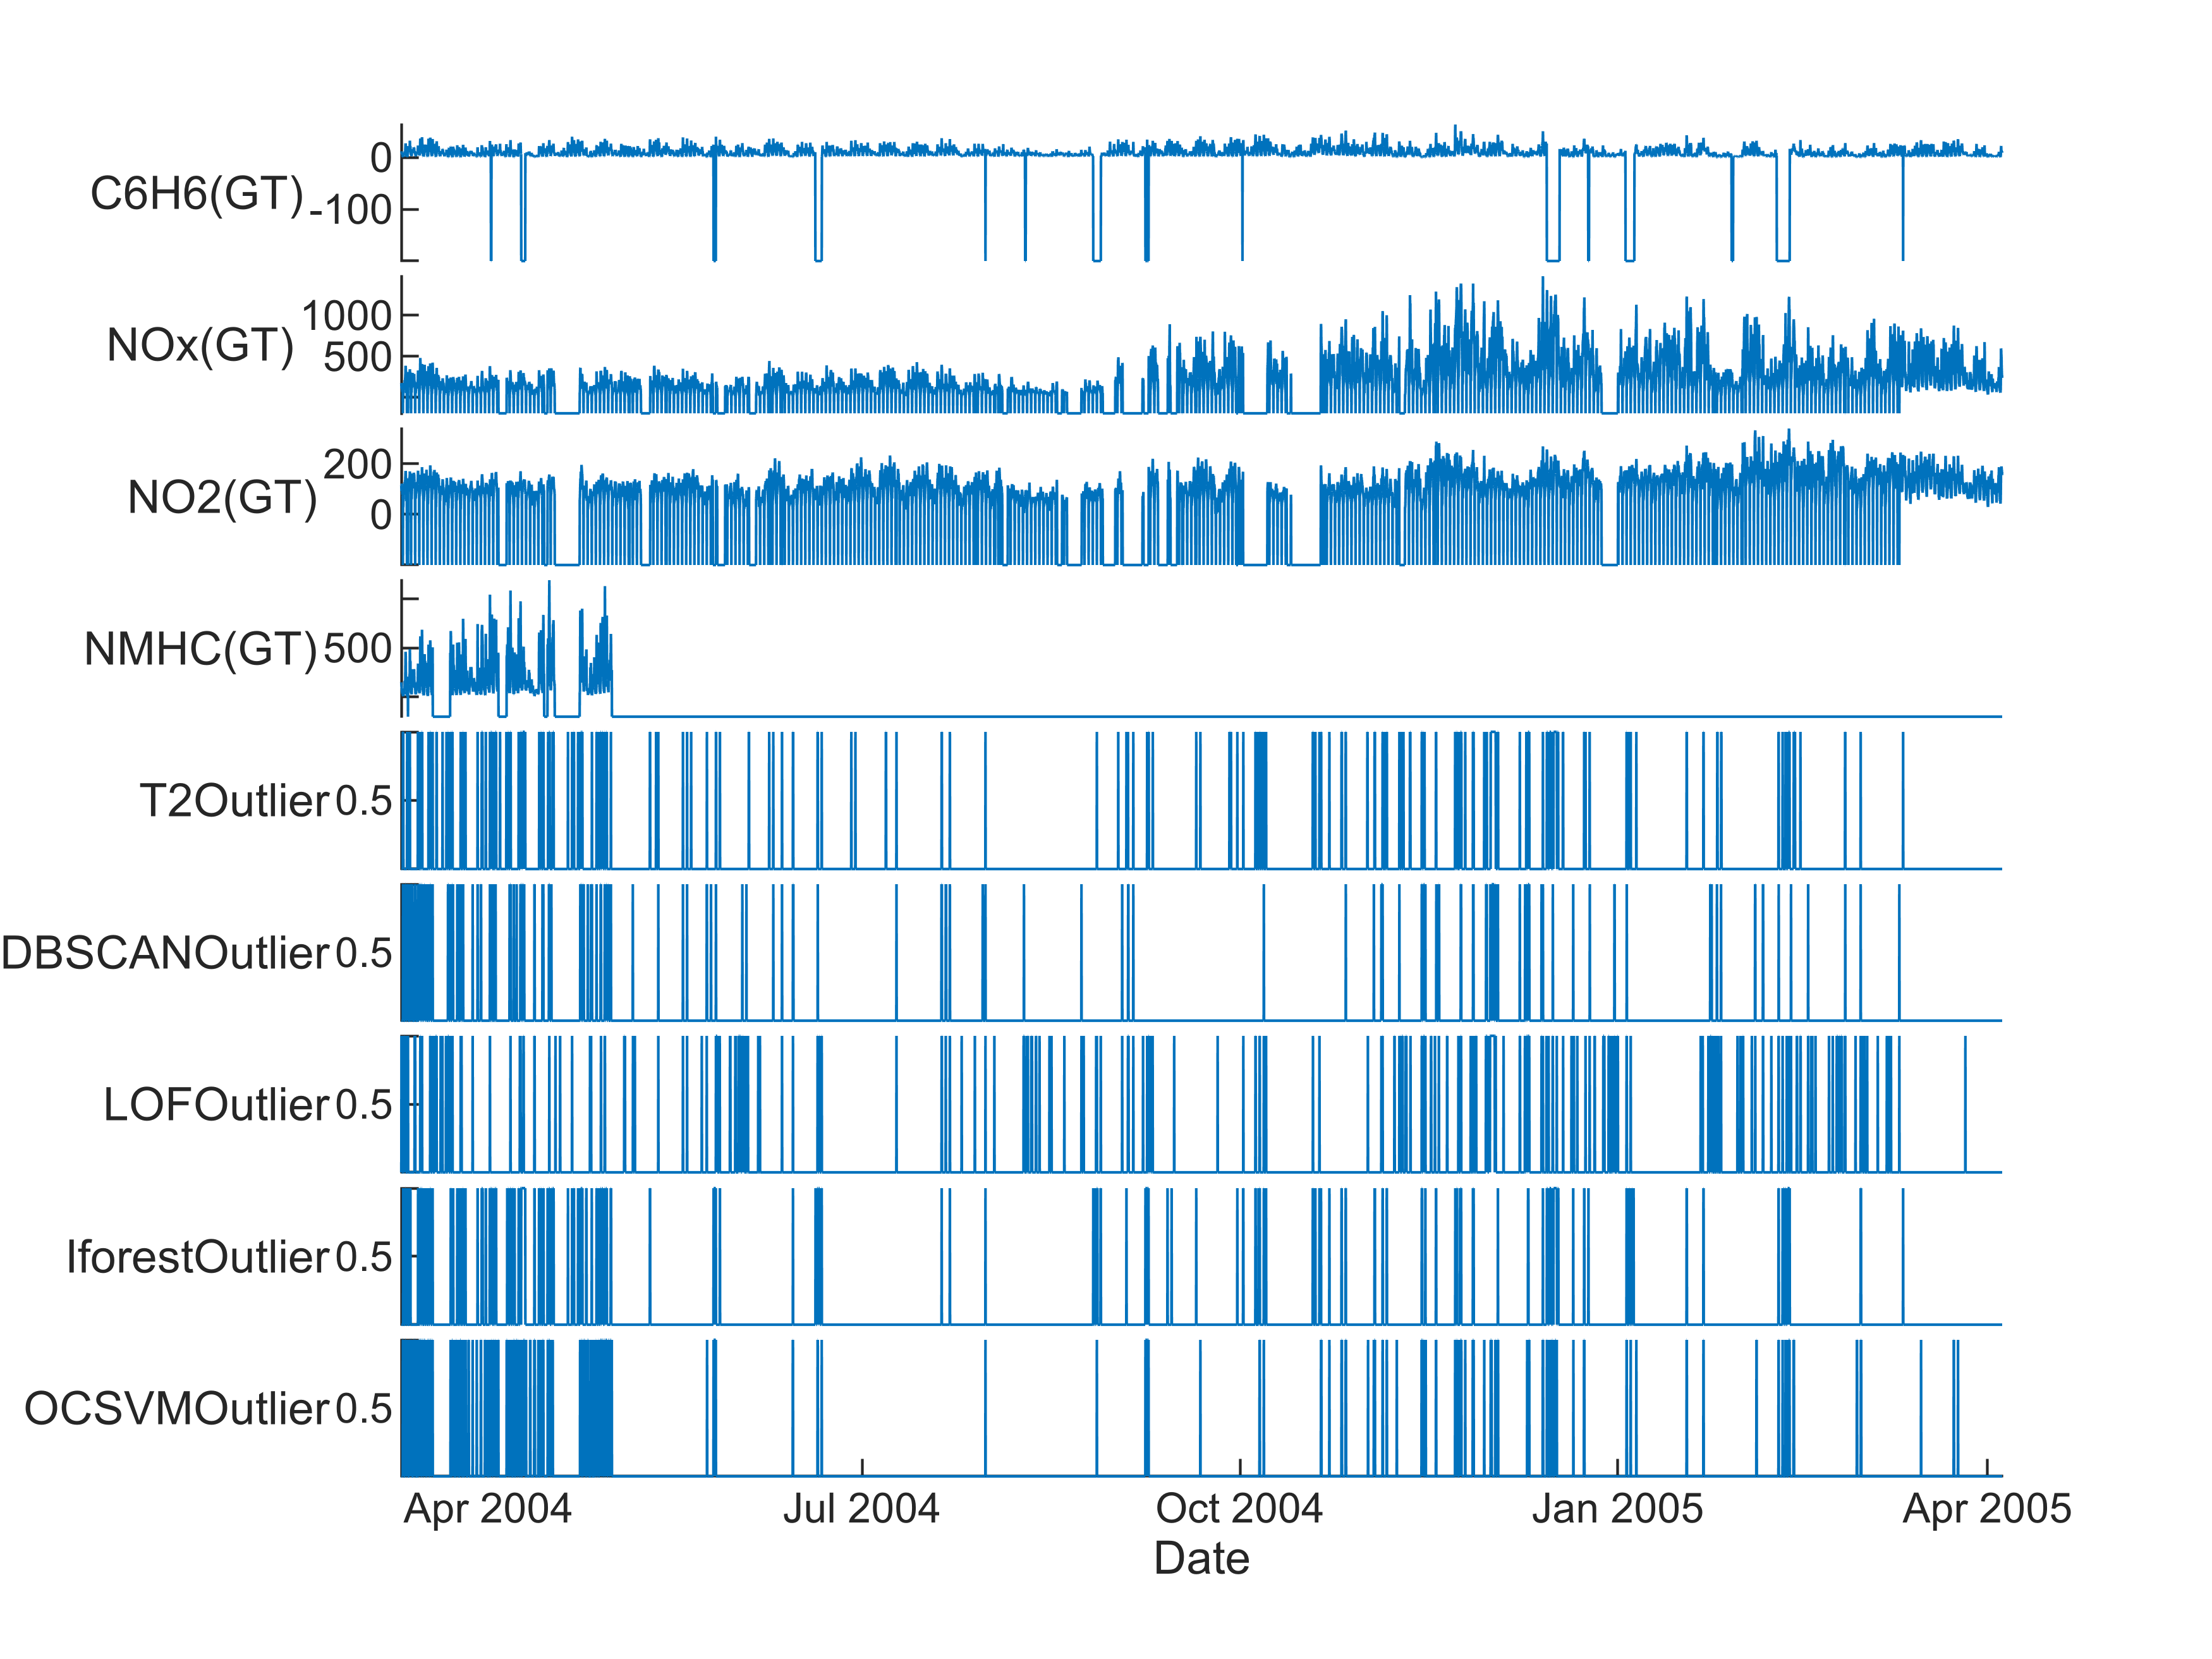 0
C6H6(GT)
-100
1000
NOx(GT)
500
200
NO2(GT)
0
NMHC(GT) 500
T2Outlier 0.5
DBSCANOutlier 0.5
LOFOutlier 0.5
IforestOutlier 0.5
OCSVMOutlier 0.5
Apr 2004 Jul 2004 Oct 2004 Jan 2005 Apr 2005
Date